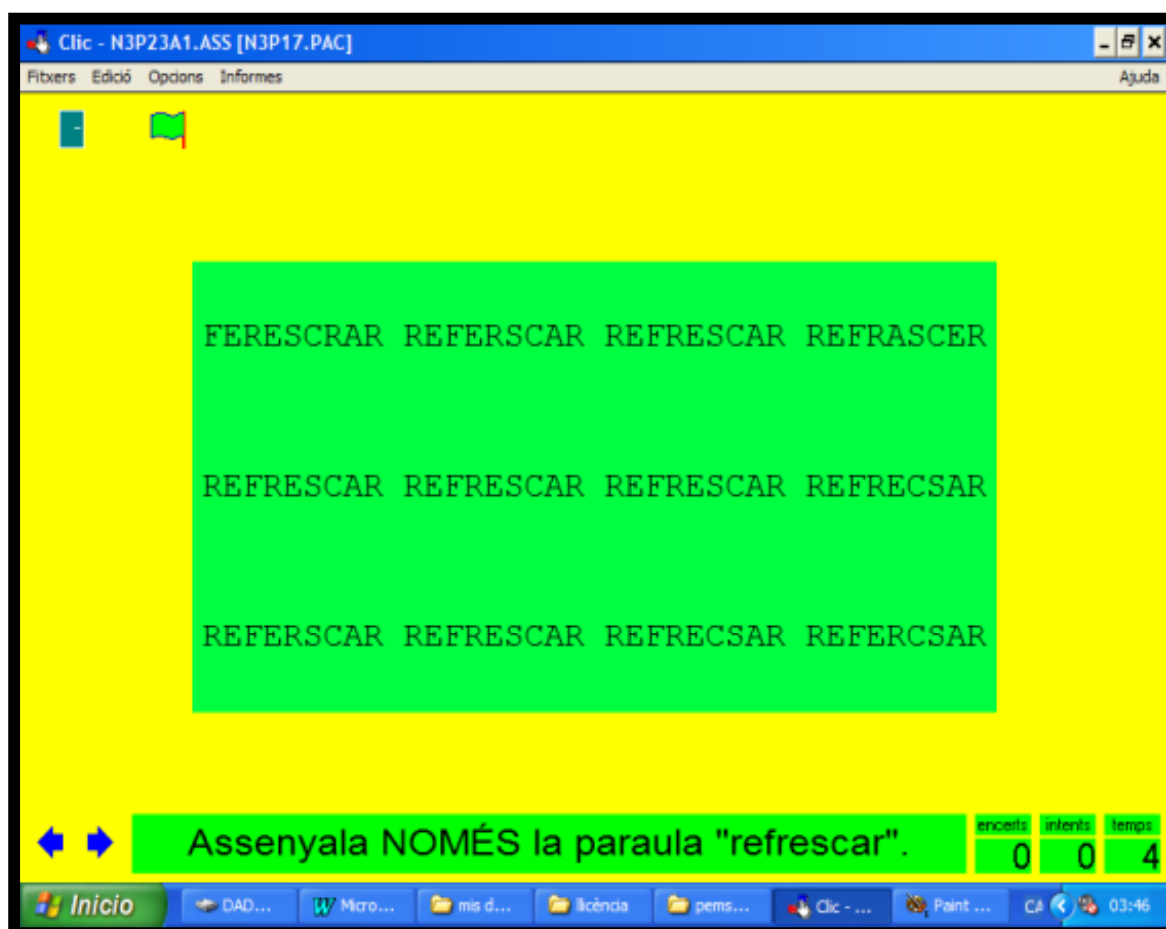 Clic - N3P23A1.ASS [N3P17.PAC]
Fitxers Edició Opcions Informes Ajuda
FERESCRAR REFERSCAR REFRESCAR REFRASCER
REFRESCAR REFRESCAR REFRESCAR REFRECSAR
REFERSCAR REFRESCAR REFRECSAR REFERCSAR
encerts intents temps
Assenyala NOMÉS la paraula "refrescar". 0 0 4
Inicio DAD... Micro... mis d... llicència pems... Clic - ... Paint ... CA 03:46